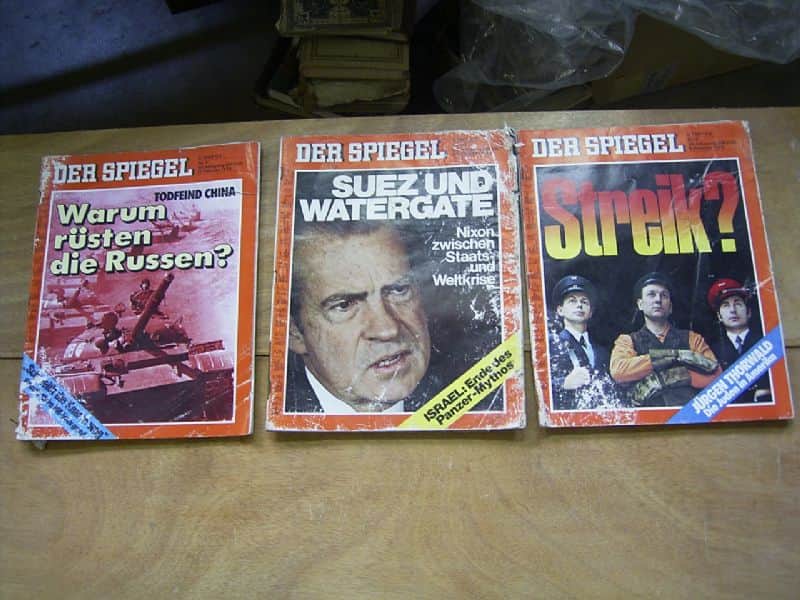 DER SPIEGEL
TODFEIND CHINA
Warum
rüsten
die Russen?
DER SPIEGEL
SUEZ UND
WATERGATE
Nixon
zwischen
Staats-
und
Weltkrise
ISRAEL: Ende des
Panzer-Mythos
DER SPIEGEL
Streik?
JÜRGEN THORWALD
Die Juden in Amerika